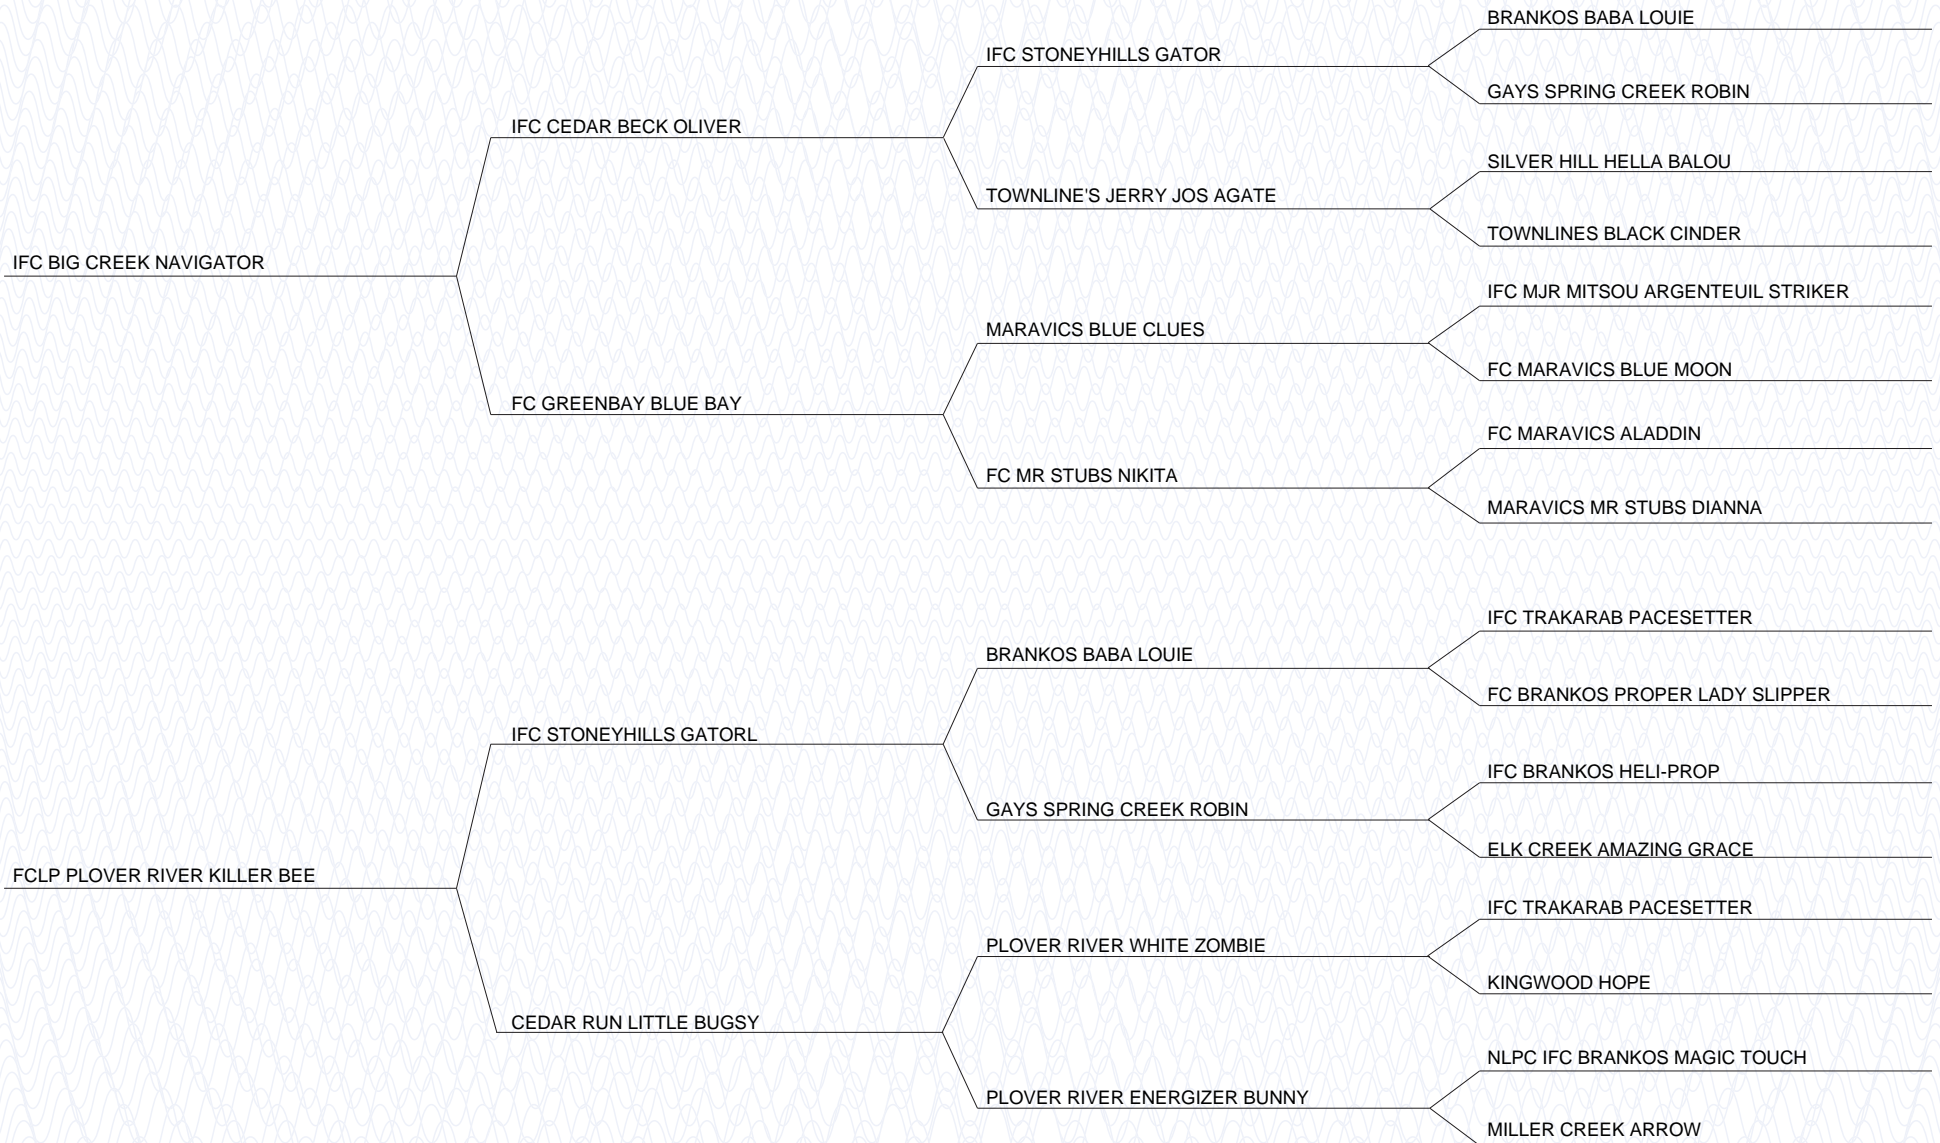 BRANKOS BABA LOUIE
IFC STONEYHILLS GATOR
GAYS SPRING CREEK ROBIN
IFC CEDAR BECK OLIVER
SILVER HILL HELLA BALOU
TOWNLINE'S JERRY JOS AGATE
TOWNLINES BLACK CINDER
IFC BIG CREEK NAVIGATOR
IFC MJR MITSOU ARGENTEUIL STRIKER
MARAVICS BLUE CLUES
FC MARAVICS BLUE MOON
FC GREENBAY BLUE BAY
FC MARAVICS ALADDIN
FC MR STUBS NIKITA
MARAVICS MR STUBS DIANNA
IFC TRAKARAB PACESETTER
BRANKOS BABA LOUIE
FC BRANKOS PROPER LADY SLIPPER
IFC STONEYHILLS GATORL
IFC BRANKOS HELI-PROP
GAYS SPRING CREEK ROBIN
ELK CREEK AMAZING GRACE
FCLP PLOVER RIVER KILLER BEE
IFC TRAKARAB PACESETTER
PLOVER RIVER WHITE ZOMBIE
KINGWOOD HOPE
CEDAR RUN LITTLE BUGSY
NLPC IFC BRANKOS MAGIC TOUCH
PLOVER RIVER ENERGIZER BUNNY
MILLER CREEK ARROW